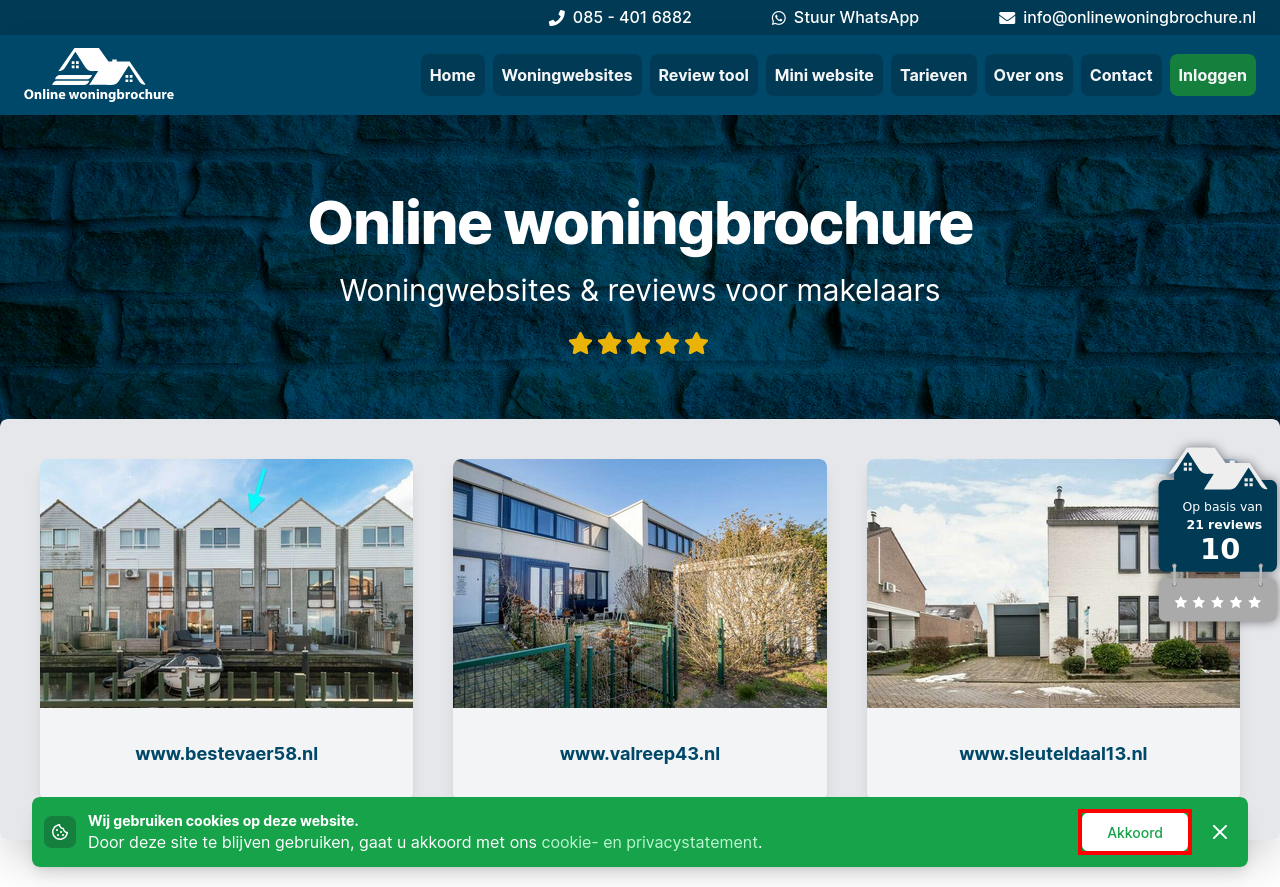 085 - 401 6882
Stuur WhatsApp
info@onlinewoningbrochure.nl
Online woningbrochure
Home
Woningwebsites
Review tool
Mini website
Tarieven
Over ons
Contact
Inloggen
Online woningbrochure
Woningwebsites & reviews voor makelaars
Op basis van
21 reviews
10
www.bestevaer58.nl
www.valreep43.nl
www.sleuteldaal13.nl
Wij gebruiken cookies op deze website.
Door deze site te blijven gebruiken, gaat u akkoord met ons cookie- en privacystatement.
Akkoord